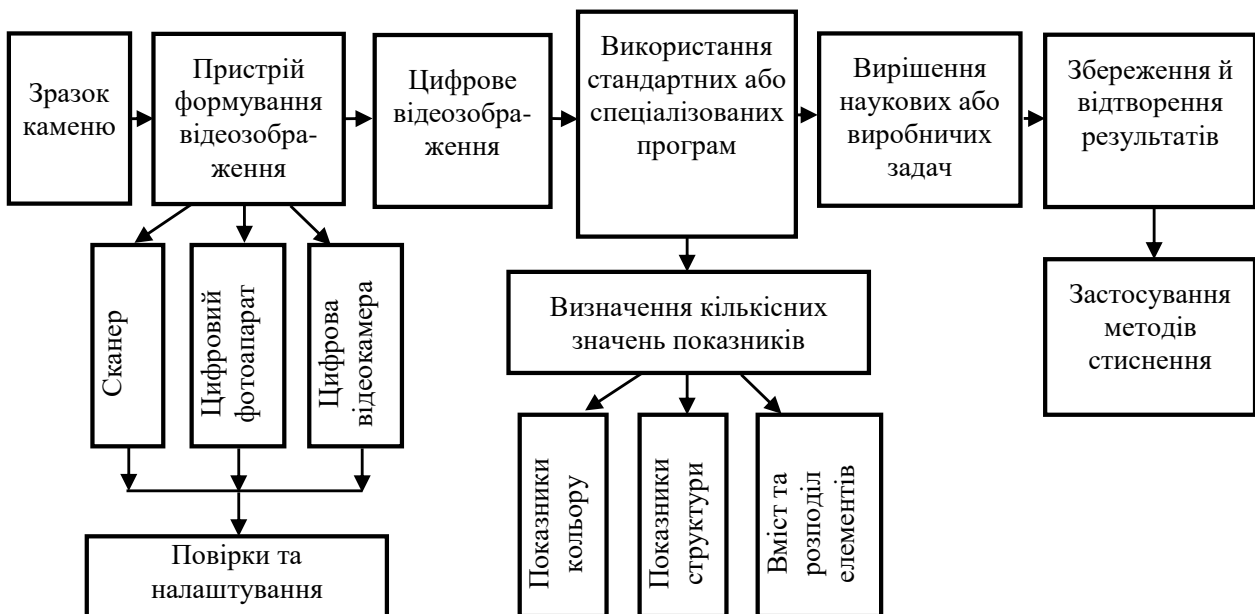 Зразок
каменю
Пристрій
формування
відеозобра-
ження
Цифрове
відеозобра-
ження
Використання
стандартних або
спеціалізованих
програм
Вирішення
наукових або
виробничих
задач
Збереження й
відтворення
результатів
Сканер
Цифровий
фотоапарат
Цифрова
відеокамера
Визначення кількісних
значень показників
Застосування
методів
стиснення
Показники
кольору
Показники
структури
Вміст та
розподіл
елементів
Повірки та
налаштування